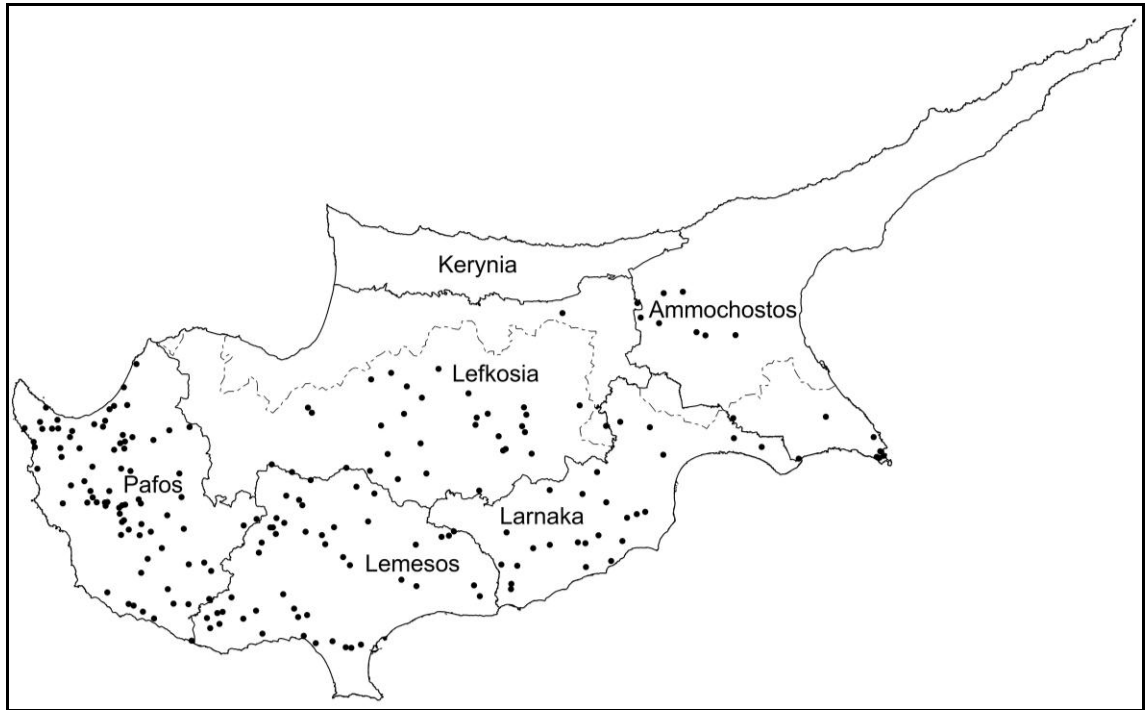 Kerynia
Ammochostos
Lefkosia
Pafos
Larnaka
Lemesos